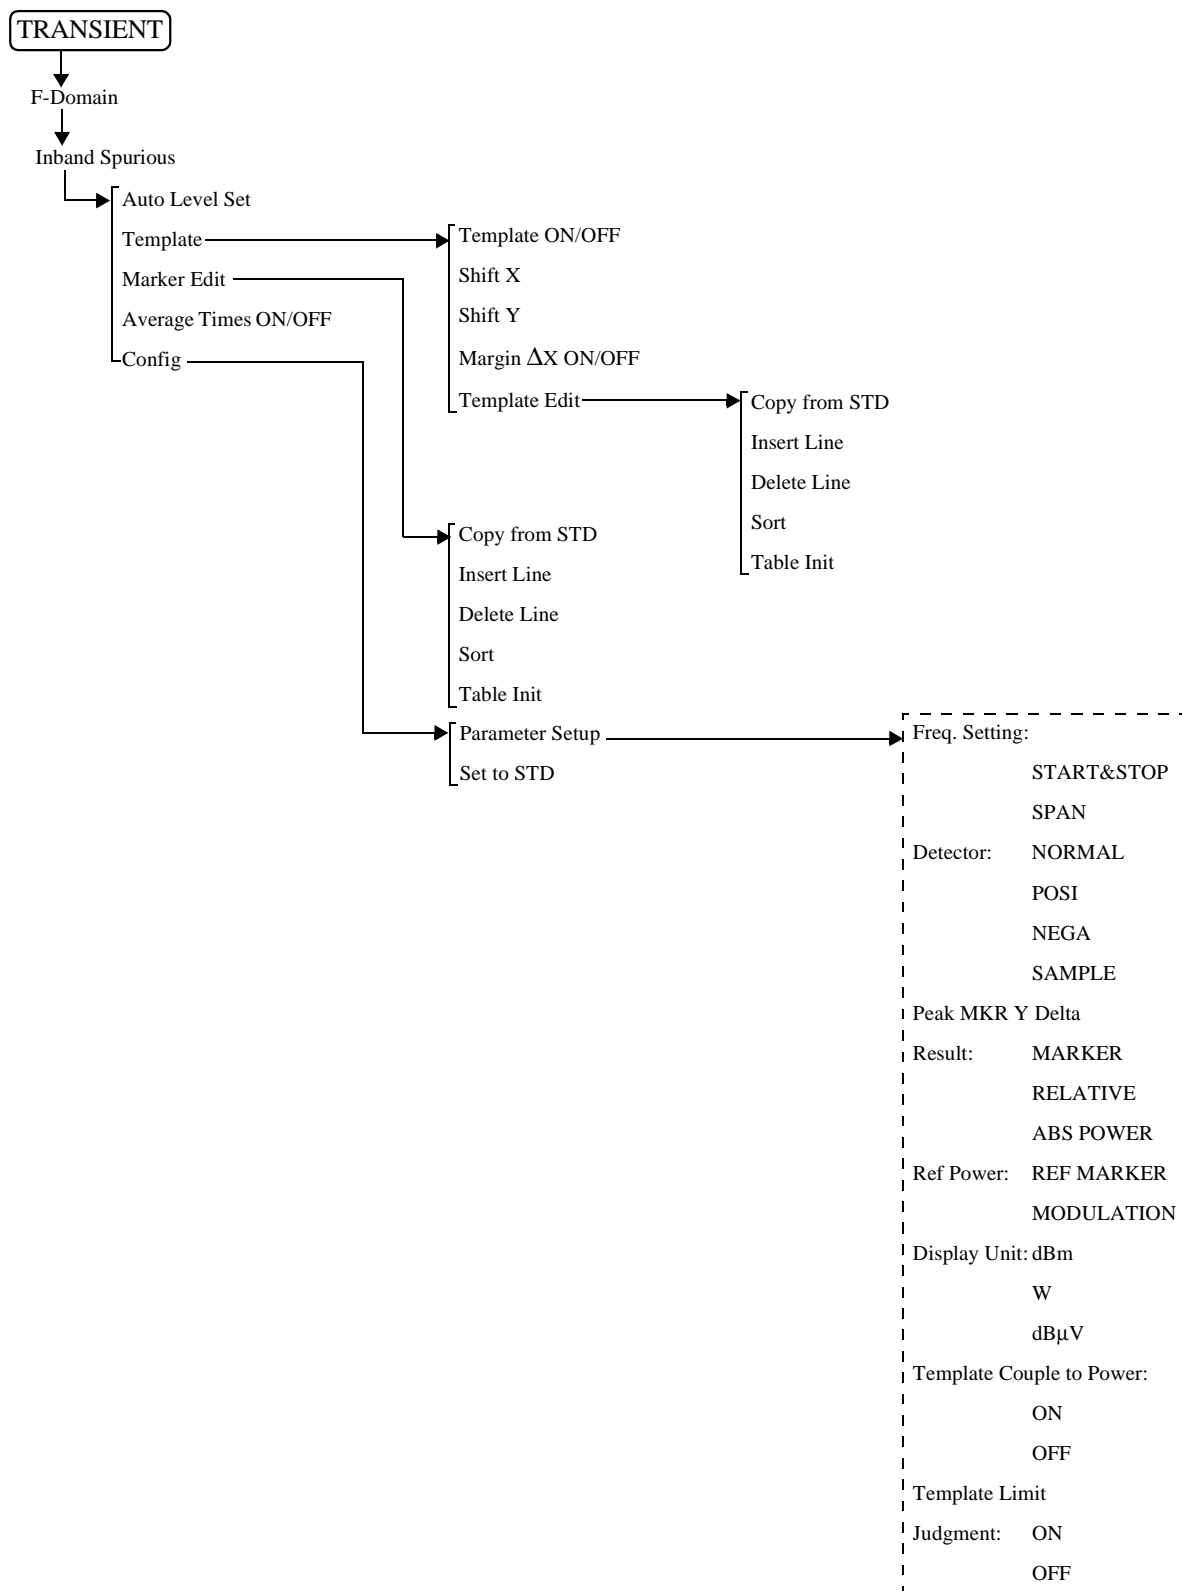 TRANSIENT
F-Domain
Inband Spurious
Auto Level Set
Template
Marker Edit
Average Times ON/OFF
Config
Template ON/OFF
Shift X
Shift Y
Margin ΔX ON/OFF
Template Edit
Copy from STD
Insert Line
Delete Line
Sort
Table Init
Copy from STD
Insert Line
Delete Line
Sort
Table Init
Parameter Setup
Set to STD
Freq. Setting:
START&STOP
SPAN
Detector: NORMAL
POSI
NEGA
SAMPLE
Peak MKR Y Delta
Result: MARKER
RELATIVE
ABS POWER
Ref Power: REF MARKER
MODULATION
Display Unit: dBm
W
dBμV
Template Couple to Power:
ON
OFF
Template Limit
Judgment: ON
OFF